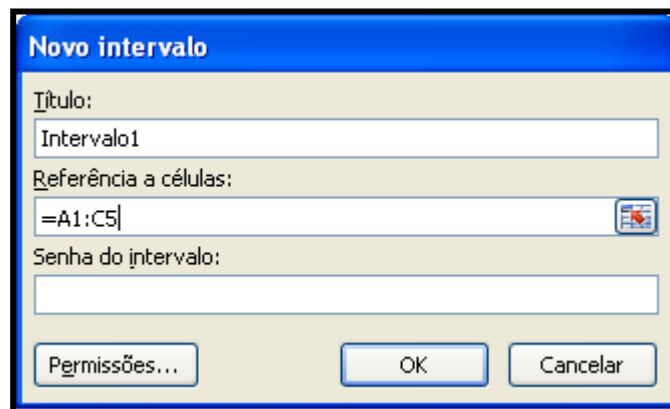 Novo intervalo
Título:
Intervalo1
Referência a células:
=A1:C5
Senha do intervalo:
Permissões...
OK
Cancelar